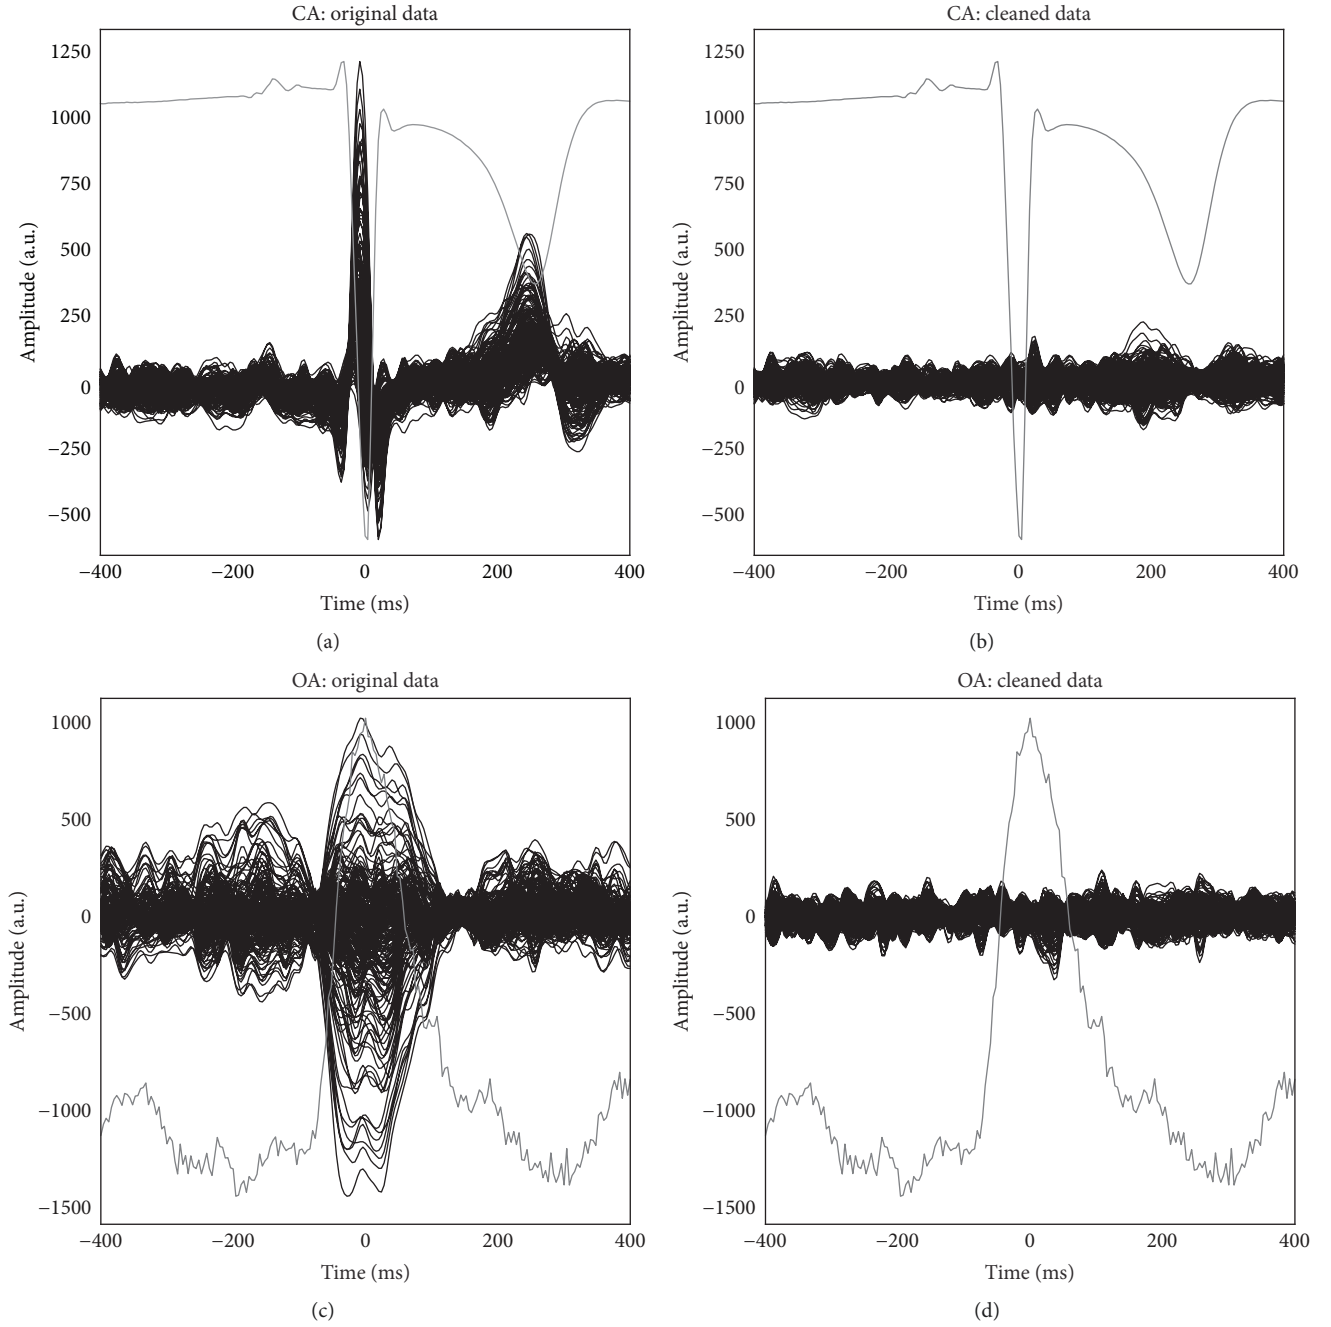 CA: original data
1250
1000
750
500
250
0
−250
−500
Amplitude (a.u.)
−400 −200 0 200 400
Time (ms)
(a)
CA: cleaned data
1250
1000
750
500
250
0
−250
−500
Amplitude (a.u.)
−400 −200 0 200 400
Time (ms)
(b)
OA: original data
1000
500
0
−500
−1000
−1500
Amplitude (a.u.)
−400 −200 0 200 400
Time (ms)
(c)
OA: cleaned data
1000
500
0
−500
−1000
−1500
Amplitude (a.u.)
−400 −200 0 200 400
Time (ms)
(d)